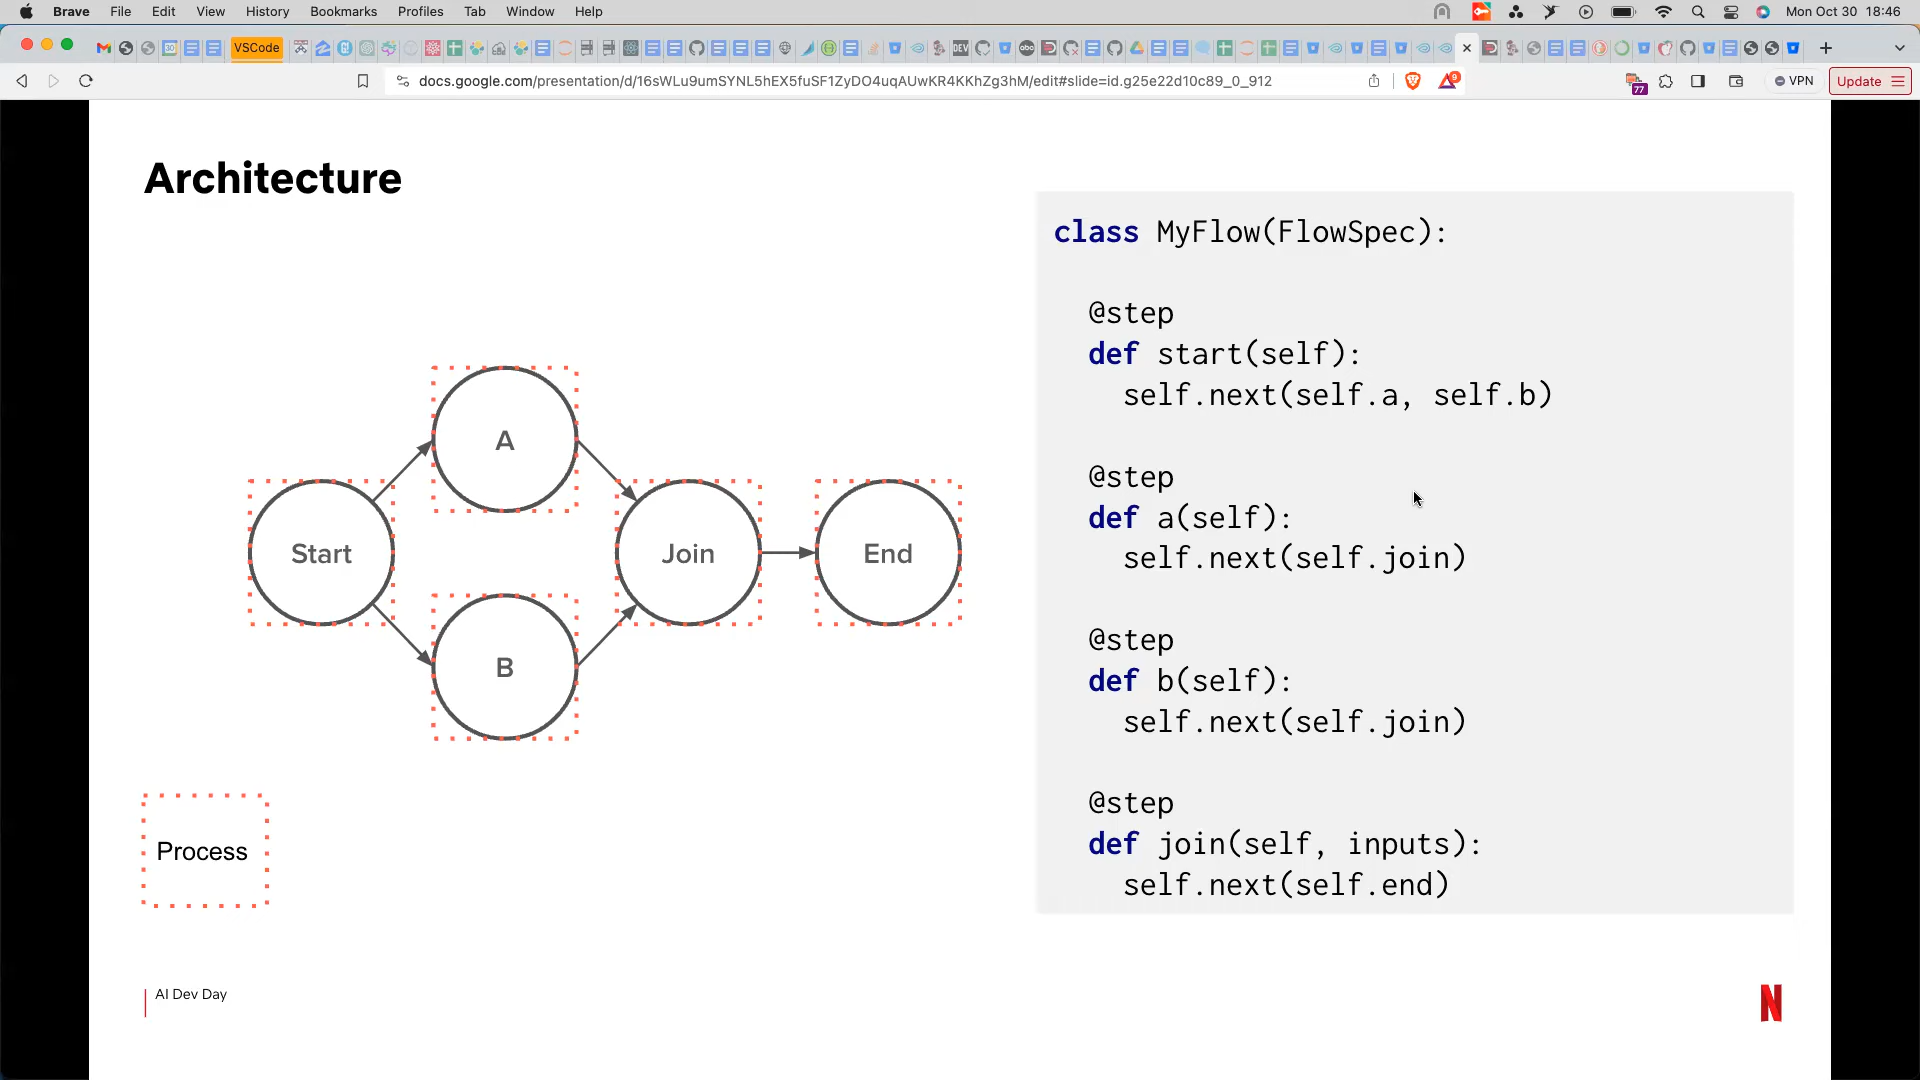 Brave File Edit View History Bookmarks Profiles Tab Window Help Mon Oct 30 18:46
VSCode
docs.google.com/presentation/d/16sWLu9umSYNL5hEX5fuSF1ZyDO4uqAUwKR4KKhZg3hM/edit#slide=id.g25e22d10c89_0_912
9
77
VPN
Update
Architecture
A
Start
Join
End
B
Process
class MyFlow(FlowSpec):
@step
def start(self):
self.next(self.a, self.b)
@step
def a(self):
self.next(self.join)
@step
def b(self):
self.next(self.join)
@step
def join(self, inputs):
self.next(self.end)
AI Dev Day
N